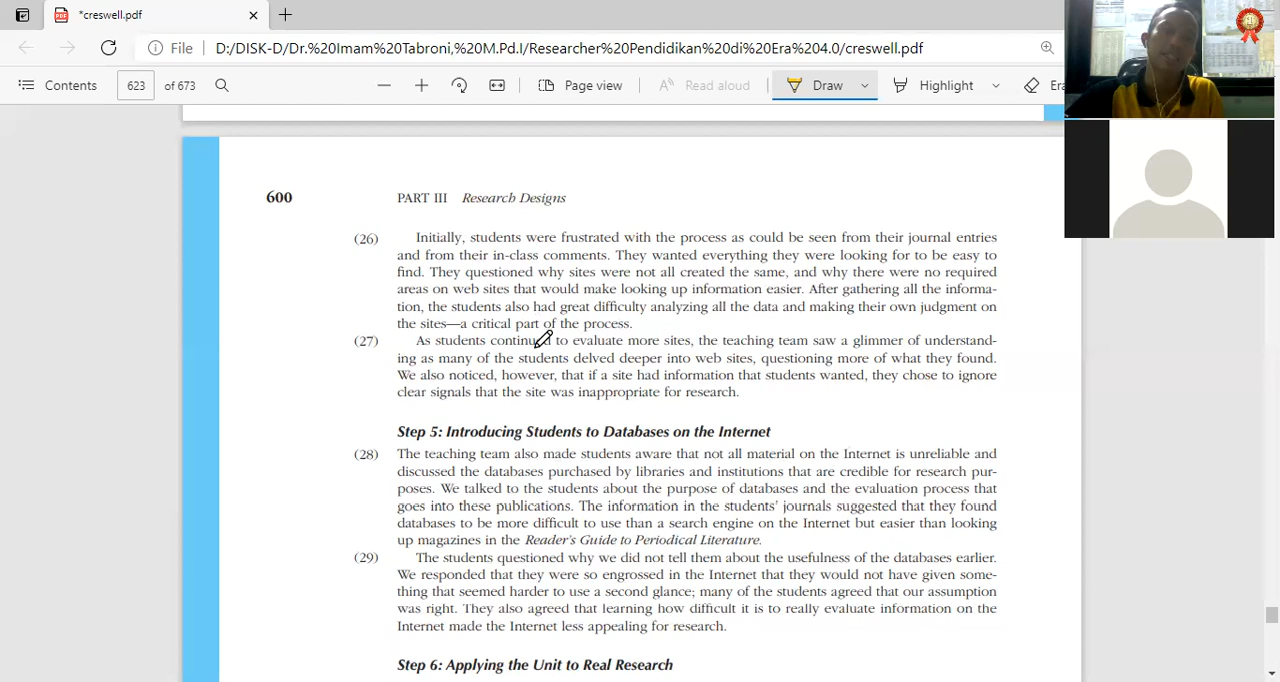 *creswell.pdf
File D:/DISK-D/Dr.%20Imam%20Tabroni,%20M.Pd.I/Researcher%20Pendidikan%20di%20Era%204.0/creswell.pdf
Contents 623 of 673 Page view Read aloud Draw Highlight
600 PART III Research Designs
(26) Initially, students were frustrated with the process as could be seen from their journal entries
and from their in-class comments. They wanted everything they were looking for to be easy to
find. They questioned why sites were not all created the same, and why there were no required
areas on web sites that would make looking up information easier. After gathering all the informa-
tion, the students also had great difficulty analyzing all the data and making their own judgment on
the sites—a critical part of the process.
(27) As students continued to evaluate more sites, the teaching team saw a glimmer of understand-
ing as many of the students delved deeper into web sites, questioning more of what they found.
We also noticed, however, that if a site had information that students wanted, they chose to ignore
clear signals that the site was inappropriate for research.
Step 5: Introducing Students to Databases on the Internet
(28) The teaching team also made students aware that not all material on the Internet is unreliable and
discussed the databases purchased by libraries and institutions that are credible for research pur-
poses. We talked to the students about the purpose of databases and the evaluation process that
goes into these publications. The information in the students' journals suggested that they found
databases to be more difficult to use than a search engine on the Internet but easier than looking
up magazines in the Reader's Guide to Periodical Literature.
(29) The students questioned why we did not tell them about the usefulness of the databases earlier.
We responded that they were so engrossed in the Internet that they would not have given some-
thing that seemed harder to use a second glance; many of the students agreed that our assumption
was right. They also agreed that learning how difficult it is to really evaluate information on the
Internet made the Internet less appealing for research.
Step 6: Applying the Unit to Real Research